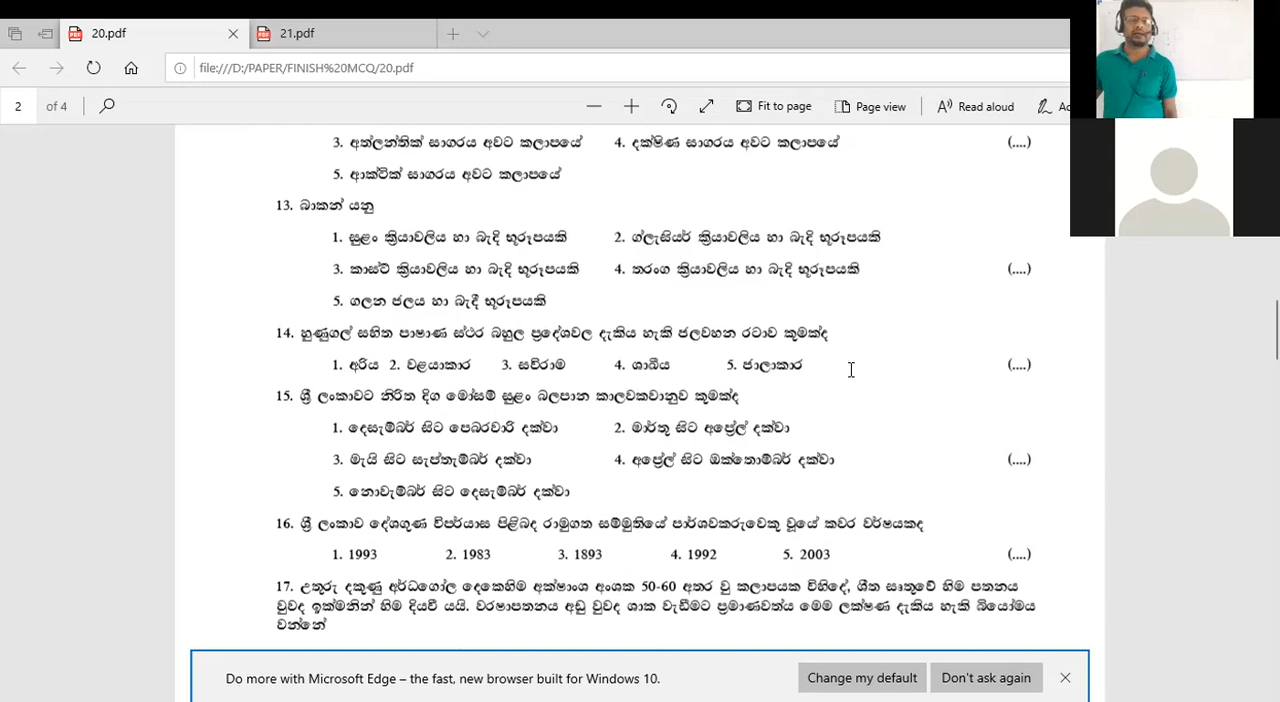 20.pdf
21.pdf
file:///D:/PAPER/FINISH%20MCQ/20.pdf
2 of 4 Fit to page Page view Read aloud
3. අත්ලන්තික් සාගරය අවට කලාපයේ 4. දක්ෂිණ සාගරය අවට කලාපයේ (....)
5. ආක්ටික් සාගරය අවට කලාපයේ
13. බාකන් යනු
1. සුළං ක්‍රියාවලිය හා බැඳි භූරූපයකි 2. ග්ලැසියර් ක්‍රියාවලිය හා බැඳි භූරූපයකි
3. කාස්ට් ක්‍රියාවලිය හා බැඳි භූරූපයකි 4. තරංග ක්‍රියාවලිය හා බැඳි භූරූපයකි (....)
5. ගලන ජලය හා බැඳී භූරූපයකි
14. හුණුගල් සහිත පාෂාණ ස්ථර බහුල ප්‍රදේශවල දැකිය හැකි ජලවහන රටාව කුමක්ද
1. අරීය 2. වළයාකාර 3. සවිරාම 4. ශාඛීය 5. ජාලාකාර (....)
15. ශ්‍රී ලංකාවට නිරිත දිග මෝසම් සුළං බලපාන කාලවකවානුව කුමක්ද
1. දෙසැම්බර් සිට පෙබරවාරි දක්වා 2. මාර්තු සිට අප්‍රේල් දක්වා
3. මැයි සිට සැප්තැම්බර් දක්වා 4. අප්‍රේල් සිට ඔක්තොම්බර් දක්වා (....)
5. නොවැම්බර් සිට දෙසැම්බර් දක්වා
16. ශ්‍රී ලංකාව දේශගුණ විපර්යාස පිළිබද රාමුගත සම්මුතියේ පාර්ශවකරුවෙකු වූයේ කවර වර්ෂයකද
1. 1993 2. 1983 3. 1893 4. 1992 5. 2003 (....)
17. උතුරු දකුණු අර්ධගෝල දෙකෙහිම අක්ෂාංශ අංශක 50-60 අතර වු කලාපයක විහිදේ, ශීත සෘතුවේ හිම පතනය
වුවද ඉක්මනින් හිම දියවී යයි. වරෂාපතනය අඩු වුවද ශාක වැඩීමට ප්‍රමාණවත්ය මෙම ලක්ෂණ දැකිය හැකි බියෝමය
වන්නේ
Do more with Microsoft Edge – the fast, new browser built for Windows 10. Change my default Don't ask again